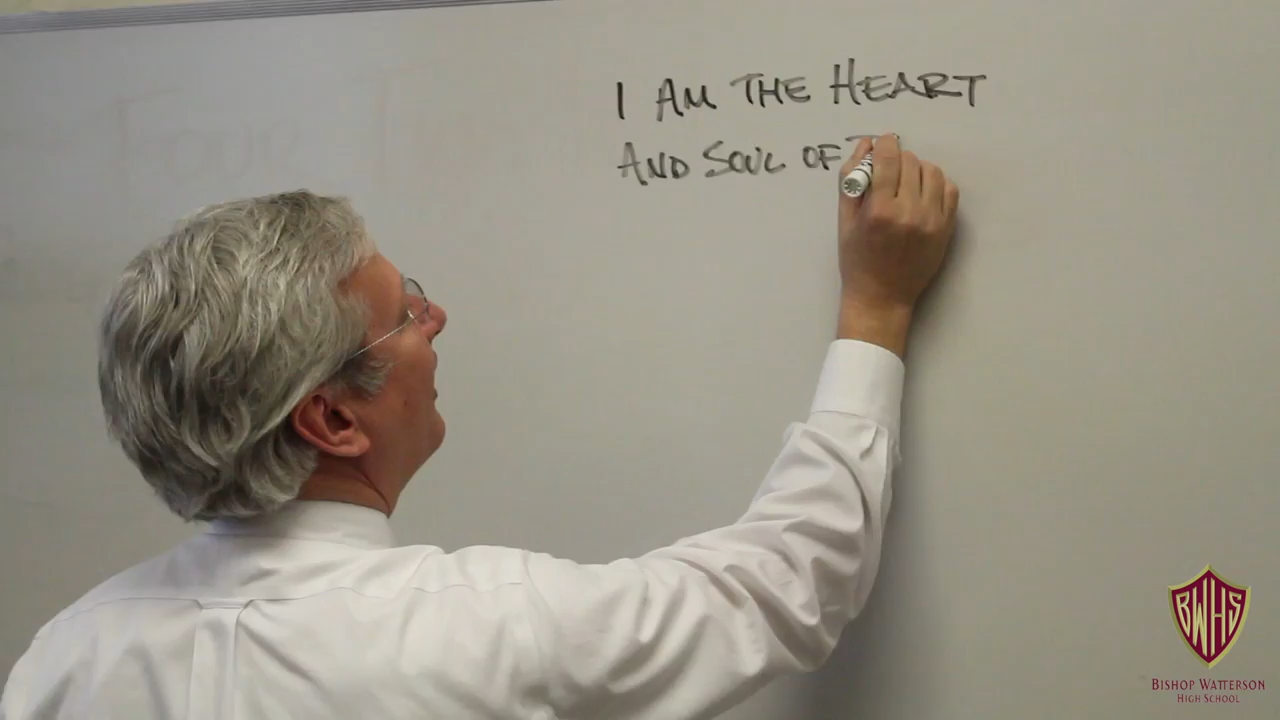 I AM THE HEART
AND SOUL OF
BWHS
BISHOP WATTERSON
HIGH SCHOOL